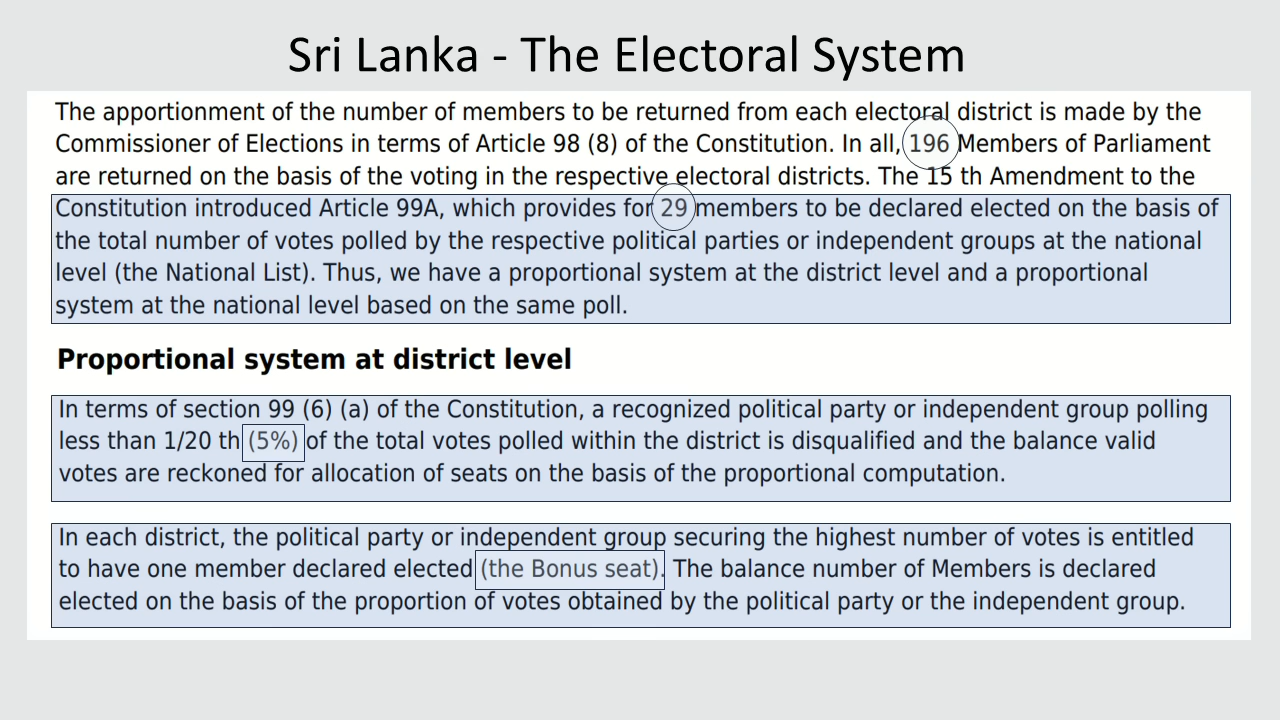 Sri Lanka - The Electoral System
The apportionment of the number of members to be returned from each electoral district is made by the
Commissioner of Elections in terms of Article 98 (8) of the Constitution. In all, 196 Members of Parliament
are returned on the basis of the voting in the respective electoral districts. The 15 th Amendment to the
Constitution introduced Article 99A, which provides for 29 members to be declared elected on the basis of
the total number of votes polled by the respective political parties or independent groups at the national
level (the National List). Thus, we have a proportional system at the district level and a proportional
system at the national level based on the same poll.
Proportional system at district level
In terms of section 99 (6) (a) of the Constitution, a recognized political party or independent group polling
less than 1/20 th (5%) of the total votes polled within the district is disqualified and the balance valid
votes are reckoned for allocation of seats on the basis of the proportional computation.
In each district, the political party or independent group securing the highest number of votes is entitled
to have one member declared elected (the Bonus seat). The balance number of Members is declared
elected on the basis of the proportion of votes obtained by the political party or the independent group.